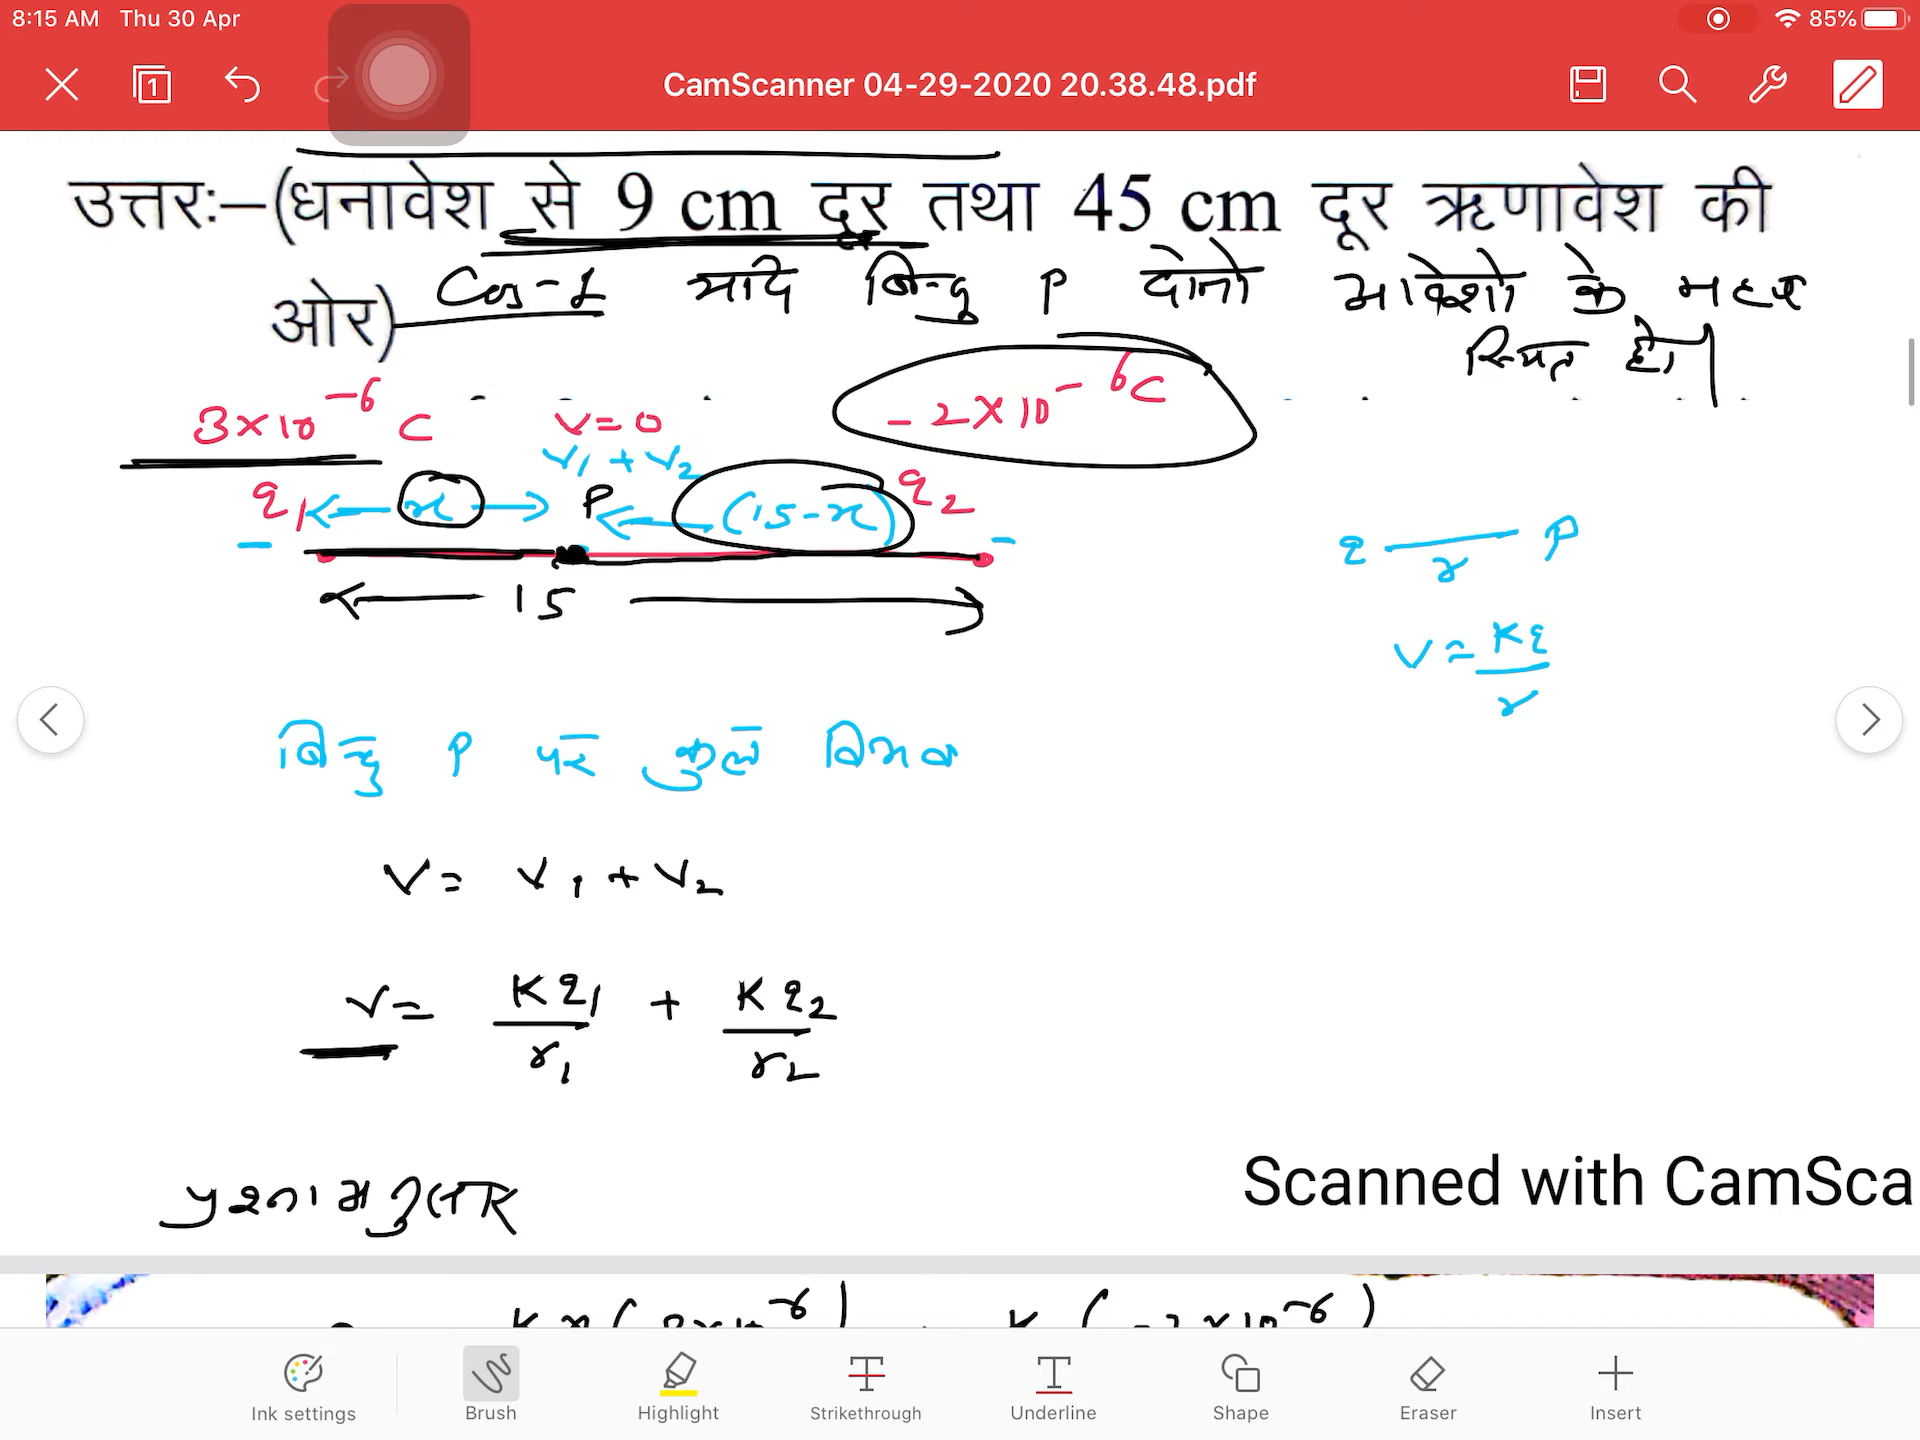 8:15 AM Thu 30 Apr 85%
1 CamScanner 04-29-2020 20.38.48.pdf
उत्तरः–(धनावेश से 9 cm दूर तथा 45 cm दूर ऋणावेश की
ओर) Cas-1 यदि बिन्दु P दोनो आवेशो के मध्य
स्थित हो।
3×10⁻⁶ C V=0 -2×10⁻⁶C
V₁+V₂
q₁ x P (15-x) q₂
q r P
15
V=Kq/r
बिन्दु P पर कुल विभव
V= V₁+V₂
V= Kq₁/r₁ + Kq₂/r₂
प्रश्नानुसार
Scanned with CamSca
Ink settings Brush Highlight Strikethrough Underline Shape Eraser Insert